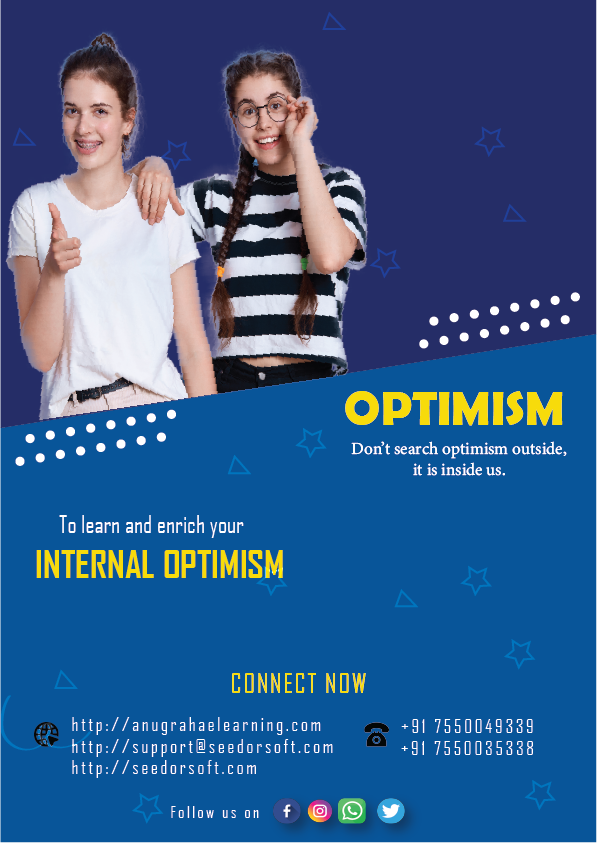 OPTIMISM
Don't search optimism outside,
it is inside us.
To learn and enrich your
INTERNAL OPTIMISM
CONNECT NOW
http://anugrahaelearning.com
http://support@seedorsoft.com
http://seedorsoft.com
+91 7550049339
+91 7550035338
Follow us on